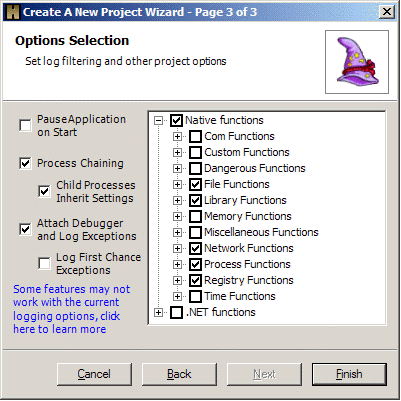 Create A New Project Wizard - Page 3 of 3
Options Selection
Set log filtering and other project options
PauseApplication
on Start
Process Chaining
Child Processes
Inherit Settings
Attach Debugger
and Log Exceptions
Log First Chance
Exceptions
Some features may not
work with the current
logging options, click
here to learn more
Native functions
Com Functions
Custom Functions
Dangerous Functions
File Functions
Library Functions
Memory Functions
Miscellaneous Functions
Network Functions
Process Functions
Registry Functions
Time Functions
.NET functions
Cancel
Back
Next
Finish